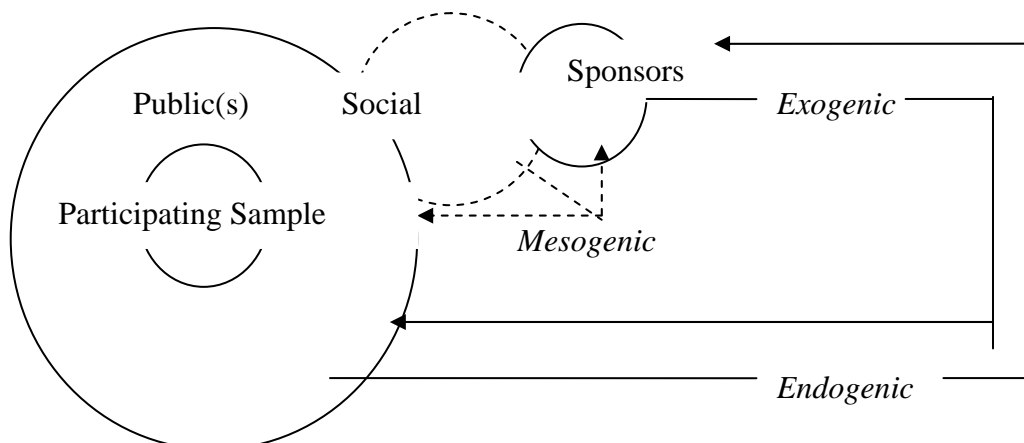 Sponsors
Public(s)
Social
Exogenic
Participating Sample
Mesogenic
Endogenic